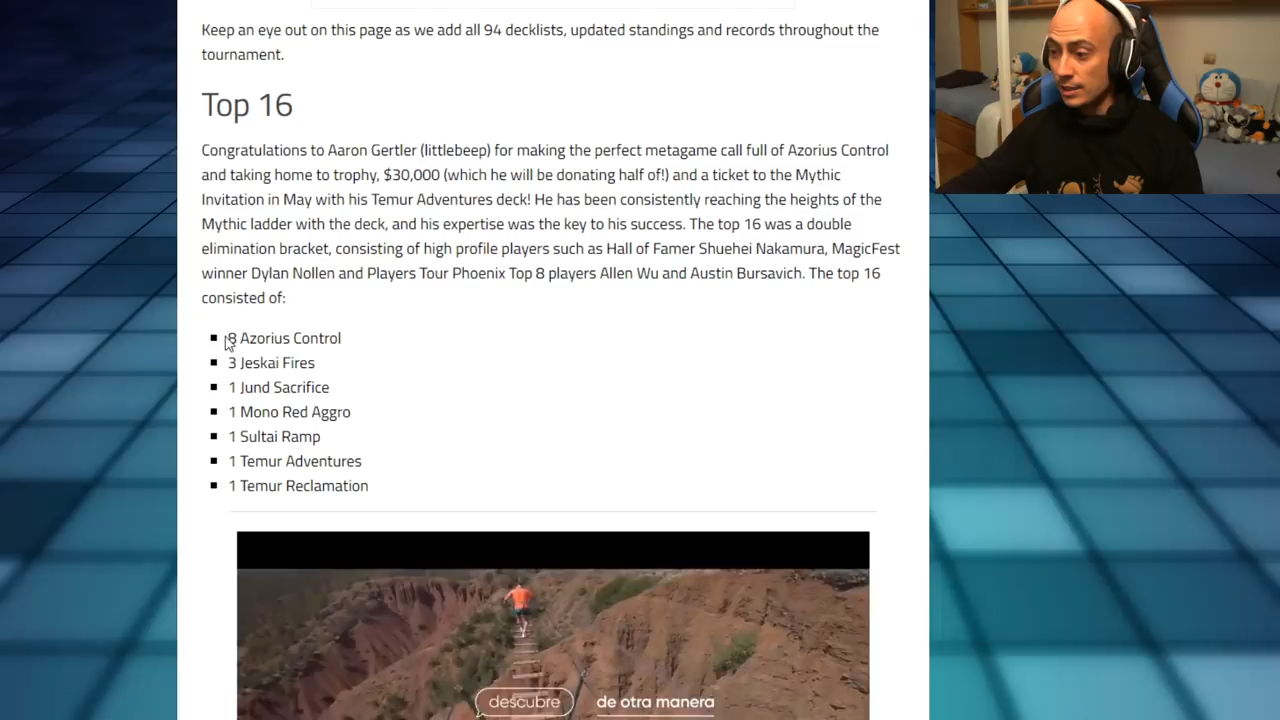 Keep an eye out on this page as we add all 94 decklists, updated standings and records throughout the
tournament.
Top 16
Congratulations to Aaron Gertler (littlebeep) for making the perfect metagame call full of Azorius Control
and taking home to trophy, $30,000 (which he will be donating half of!) and a ticket to the Mythic
Invitation in May with his Temur Adventures deck! He has been consistently reaching the heights of the
Mythic ladder with the deck, and his expertise was the key to his success. The top 16 was a double
elimination bracket, consisting of high profile players such as Hall of Famer Shuehei Nakamura, MagicFest
winner Dylan Nollen and Players Tour Phoenix Top 8 players Allen Wu and Austin Bursavich. The top 16
consisted of:
8 Azorius Control
3 Jeskai Fires
1 Jund Sacrifice
1 Mono Red Aggro
1 Sultai Ramp
1 Temur Adventures
1 Temur Reclamation
descubre de otra manera